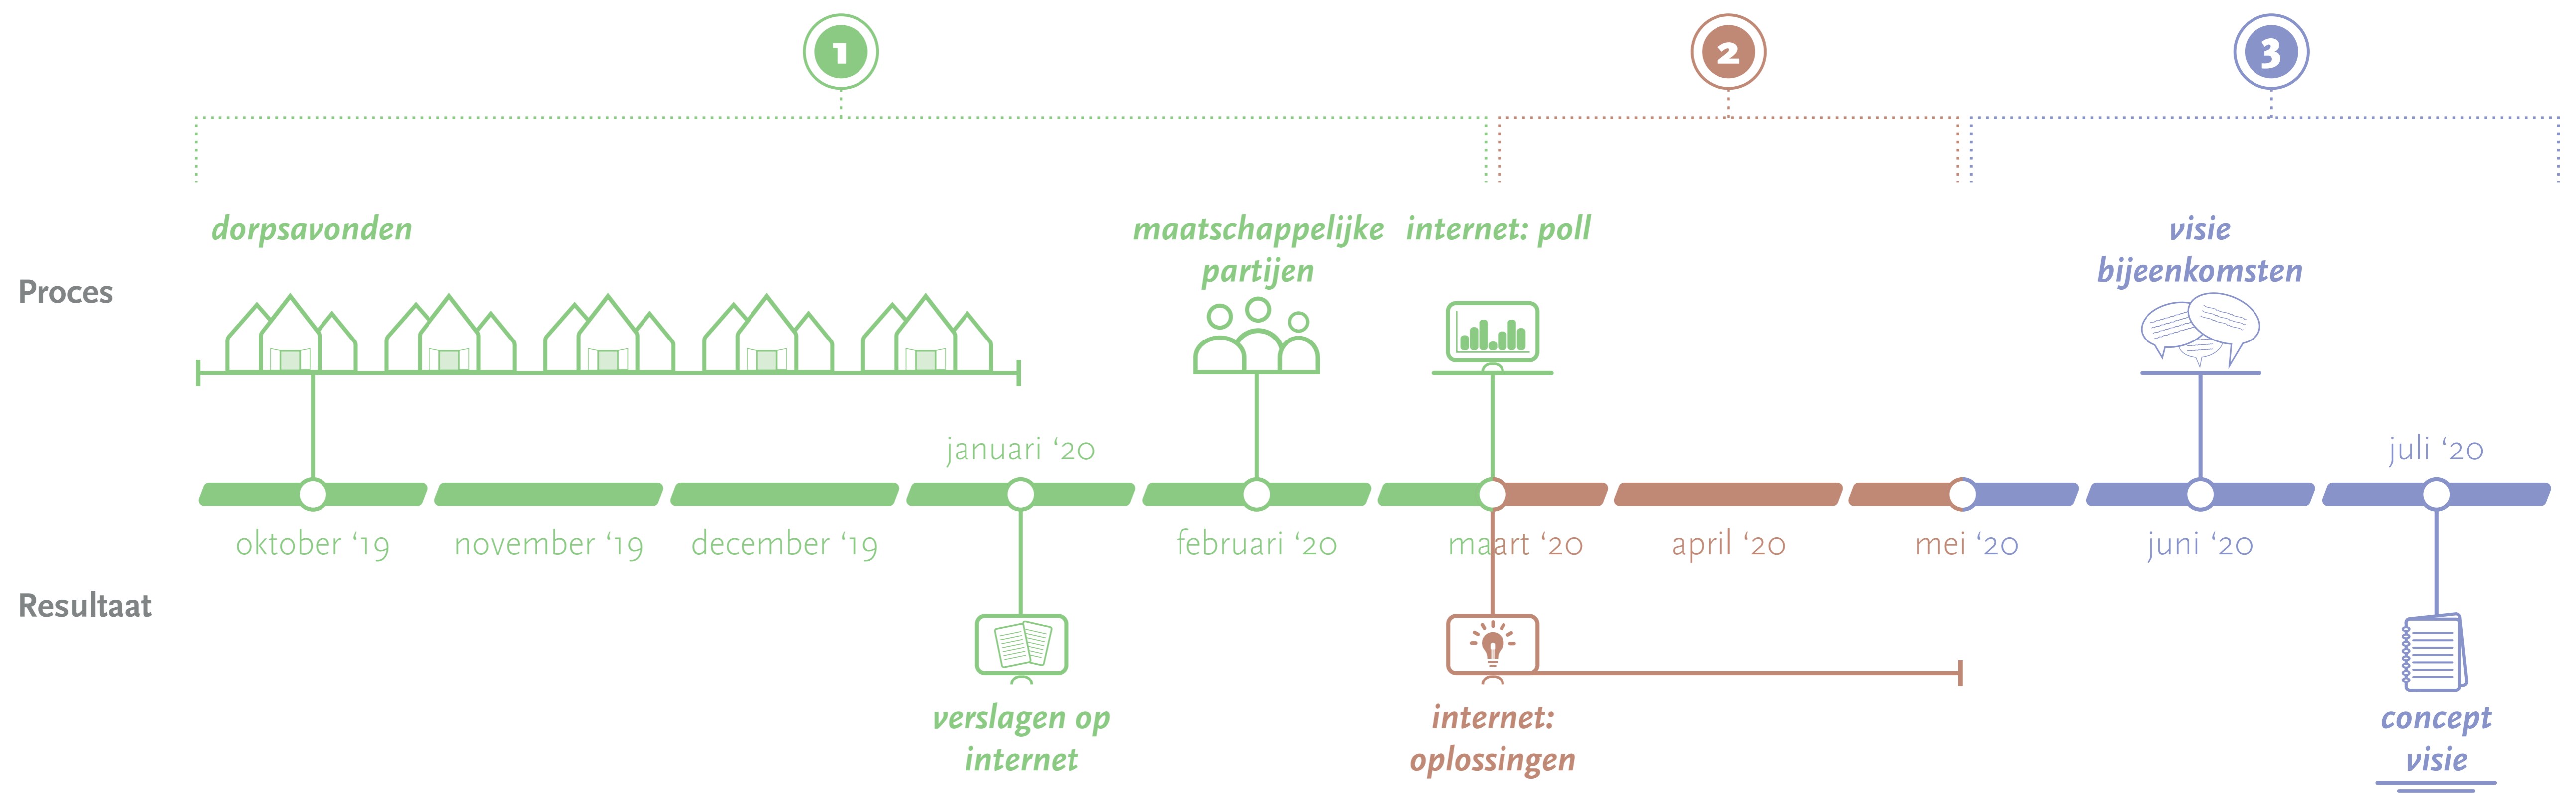 1
2
3
dorpsavonden
maatschappelijke
partijen
internet: poll
visie
bijeenkomsten
Proces
januari ‘20
juli ‘20
oktober ‘19
november ‘19
december ‘19
februari ‘20
maart ‘20
april ‘20
mei ‘20
juni ‘20
Resultaat
verslagen op
internet
internet:
oplossingen
concept
visie